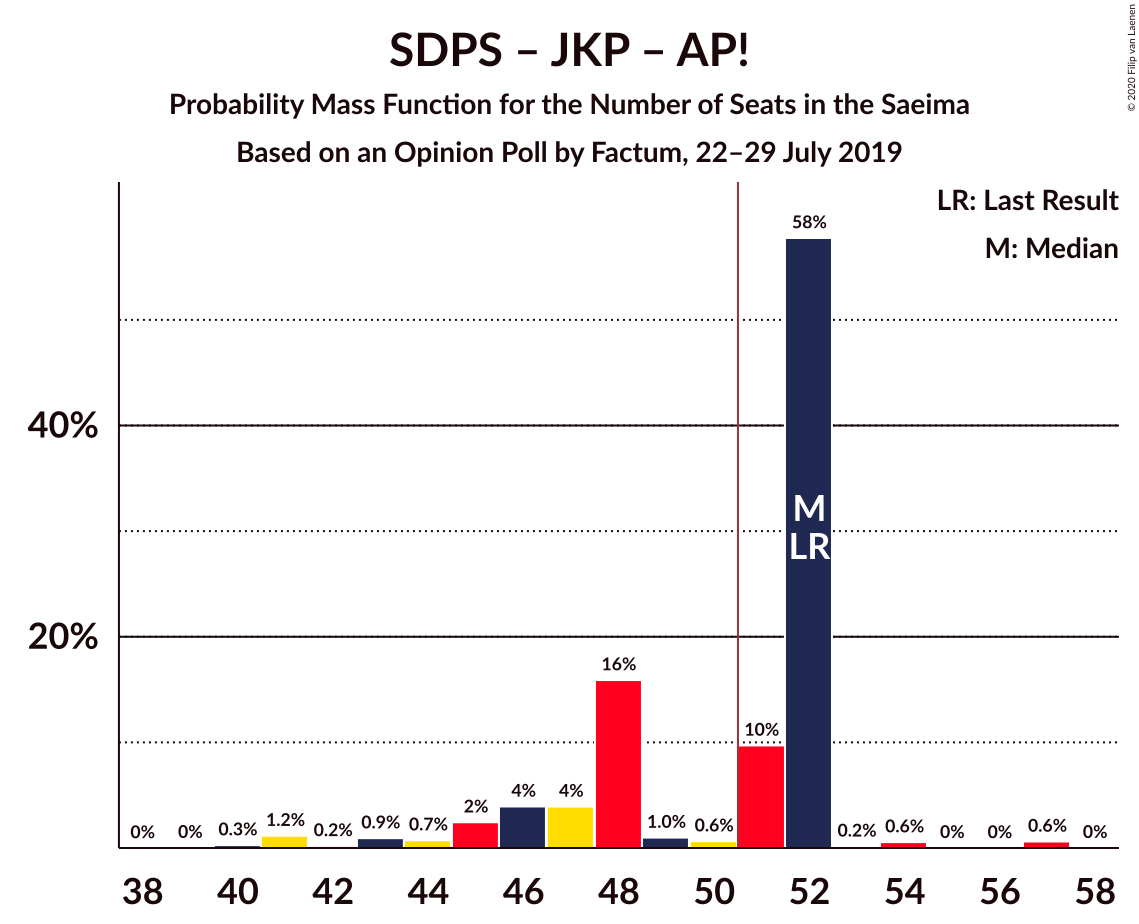 SDPS – JKP – AP!
Probability Mass Function for the Number of Seats in the Saeima
Based on an Opinion Poll by Factum, 22–29 July 2019
© 2020 Filip van Laenen
LR: Last Result
M: Median
40%
20%
0%
0%
0.3%
1.2%
0.2%
0.9%
0.7%
2%
4%
4%
16%
1.0%
0.6%
10%
58%
0.2%
0.6%
0%
0%
0.6%
0%
M
LR
38 40 42 44 46 48 50 52 54 56 58